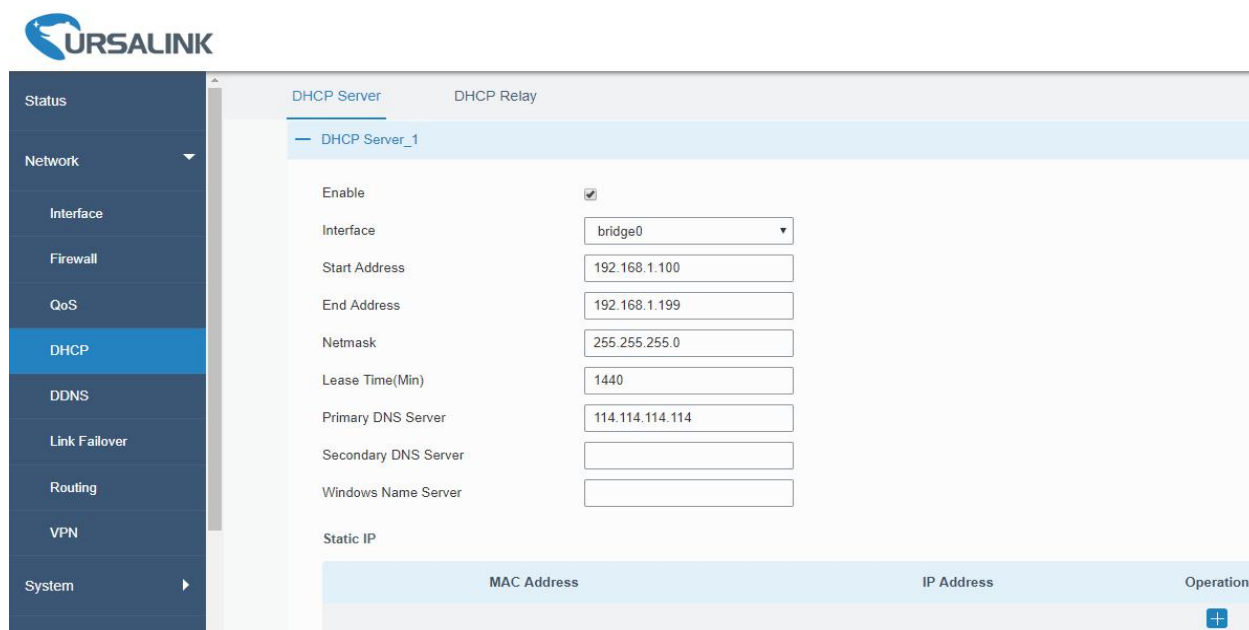 URSALINK
Status
Network
Interface
Firewall
QoS
DHCP
DDNS
Link Failover
Routing
VPN
System
DHCP Server DHCP Relay
DHCP Server_1
Enable
Interface bridge0
Start Address 192.168.1.100
End Address 192.168.1.199
Netmask 255.255.255.0
Lease Time(Min) 1440
Primary DNS Server 114.114.114.114
Secondary DNS Server
Windows Name Server
Static IP
MAC Address IP Address Operation